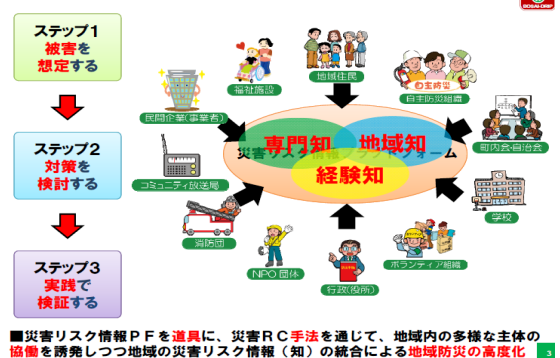 ステップ1
被害を
想定する
ステップ2
対策を
検討する
ステップ3
実践で
検証する
福祉施設
地域住民
自主防災
自主防災組織
民間企業(事業者)
町内会・自治会
コミュニティ放送局
学校
消防団
NPO団体
行政(役所)
ボランティア組織
専門知
地域知
経験知
災害リスク情報プラットフォーム
■災害リスク情報PFを道具に、災害RC手法を通じて、地域内の多様な主体の
協働を誘発しつつ地域の災害リスク情報(知)の統合による地域防災の高度化
3